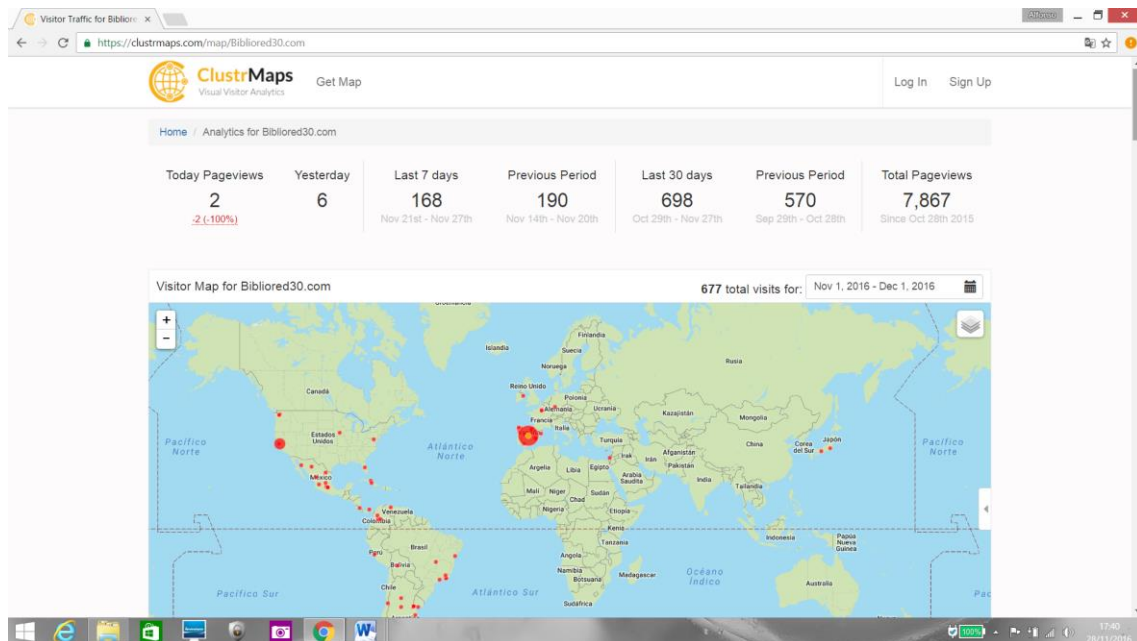 Visitor Traffic for Bibliore
Alfonso
https://clustrmaps.com/map/Bibliored30.com
ClustrMaps
Visual Visitor Analytics
Get Map
Log In
Sign Up
Home / Analytics for Bibliored30.com
Today Pageviews Yesterday Last 7 days Previous Period Last 30 days Previous Period Total Pageviews
2 6 168 190 698 570 7,867
-2 (-100%) Nov 21st - Nov 27th Nov 14th - Nov 20th Oct 29th - Nov 27th Sep 29th - Oct 28th Since Oct 28th 2015
Visitor Map for Bibliored30.com
677 total visits for: Nov 1, 2016 - Dec 1, 2016
+
-
Finlandia
Islandia
Suecia
Rusia
Noruega
Reino Unido
Canadá
Polonia
Alemania
Ucrania
Kazajistán
Mongolia
Francia
Italia
Estados
Unidos
Turquía
China
Corea
del Sur
Japón
Pacífico
Norte
Atlántico
Norte
Pacífico
Norte
Irak
Irán
Afganistán
Pakistán
Argelia
Libia
Egipto
Arabia
Saudita
India
México
Tailandia
Malí
Níger
Chad
Sudán
Nigeria
Etiopía
Venezuela
Colombia
Kenia
Indonesia
Papúa
Nueva
Guinea
Tanzania
Perú
Brasil
Angola
Bolivia
Namibia
Botsuana
Madagascar
Océano
Índico
Australia
Chile
Pacífico Sur
Atlántico Sur
Sudáfrica
Pac
100%
17:40